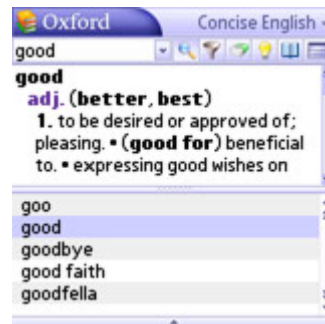 Oxford Concise English
good
good
adj. (better, best)
1. to be desired or approved of;
pleasing. • (good for) beneficial
to. • expressing good wishes on
goo
good
goodbye
good faith
goodfella